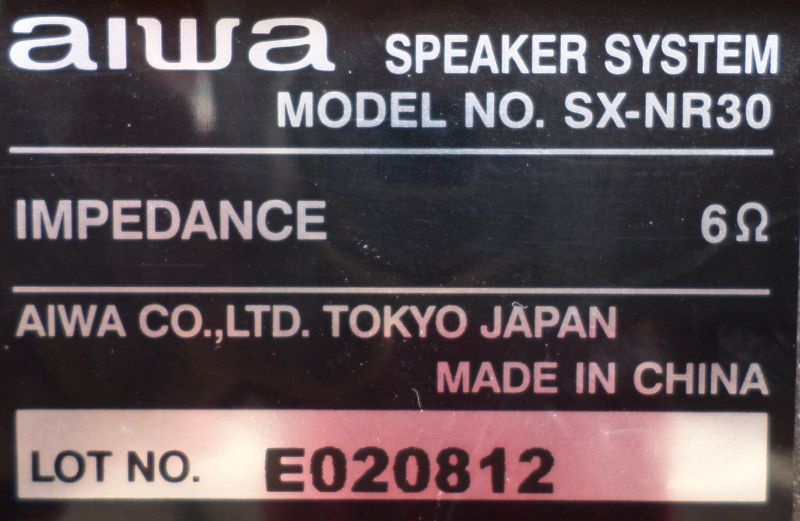 aiwa SPEAKER SYSTEM
MODEL NO. SX-NR30
IMPEDANCE 6Ω
AIWA CO.,LTD. TOKYO JAPAN
MADE IN CHINA
LOT NO. E020812